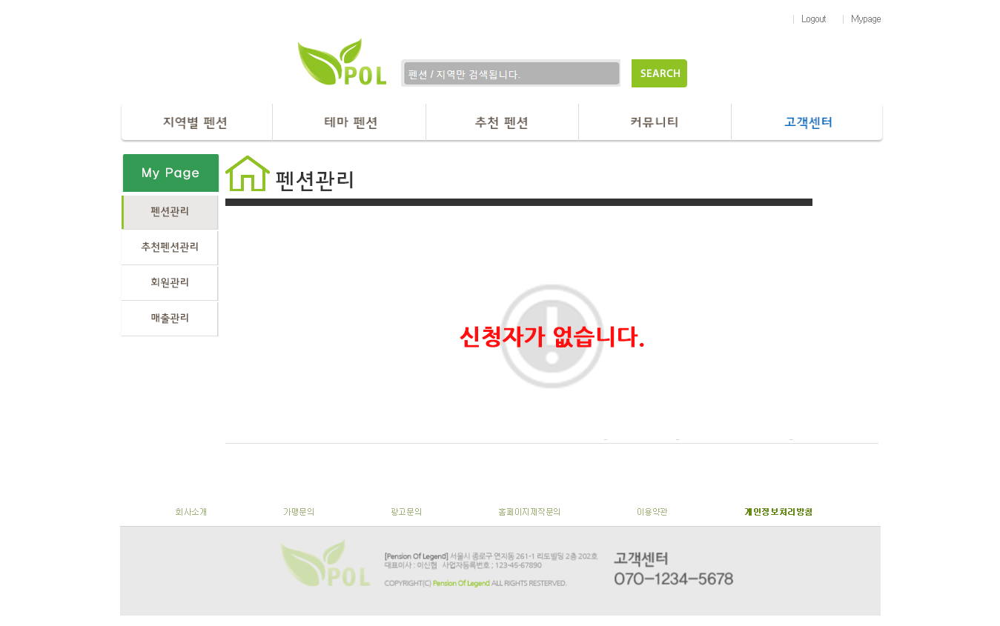 Logout Mypage
POL
펜션 / 지역만 검색됩니다.
SEARCH
지역별 펜션 테마 펜션 추천 펜션 커뮤니티 고객센터
My Page
펜션관리
펜션관리
추천펜션관리
회원관리
매출관리
신청자가 없습니다.
회사소개 가맹문의 광고문의 홈페이지제작문의 이용약관 개인정보처리방침
POL
[Pension Of Legend] 서울시 종로구 연지동 261-1 리도빌딩 2층 202호
대표이사 : 이신협 사업자등록번호 ; 123-45-67890
COPYRIGHT(C) Pension Of Legend ALL RIGHTS RESTERVED.
고객센터
070-1234-5678